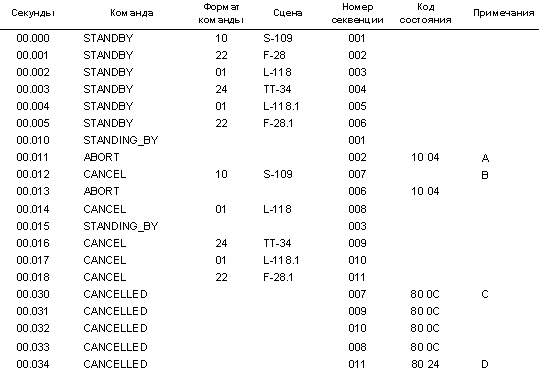 Секунды Команда Формат команды Сцена Номер секвенции Код состояния Примечания
00.000 STANDBY 10 S-109 001
00.001 STANDBY 22 F-28 002
00.002 STANDBY 01 L-118 003
00.003 STANDBY 24 TT-34 004
00.004 STANDBY 01 L-118.1 005
00.005 STANDBY 22 F-28.1 006
00.010 STANDING_BY 001
00.011 ABORT 002 10 04 A
00.012 CANCEL 10 S-109 007 B
00.013 ABORT 006 10 04
00.014 CANCEL 01 L-118 008
00.015 STANDING_BY 003
00.016 CANCEL 24 TT-34 009
00.017 CANCEL 01 L-118.1 010
00.018 CANCEL 22 F-28.1 011
00.030 CANCELLED 007 80 0C C
00.031 CANCELLED 009 80 0C
00.032 CANCELLED 010 80 0C
00.033 CANCELLED 008 80 0C
00.034 CANCELLED 011 80 24 D